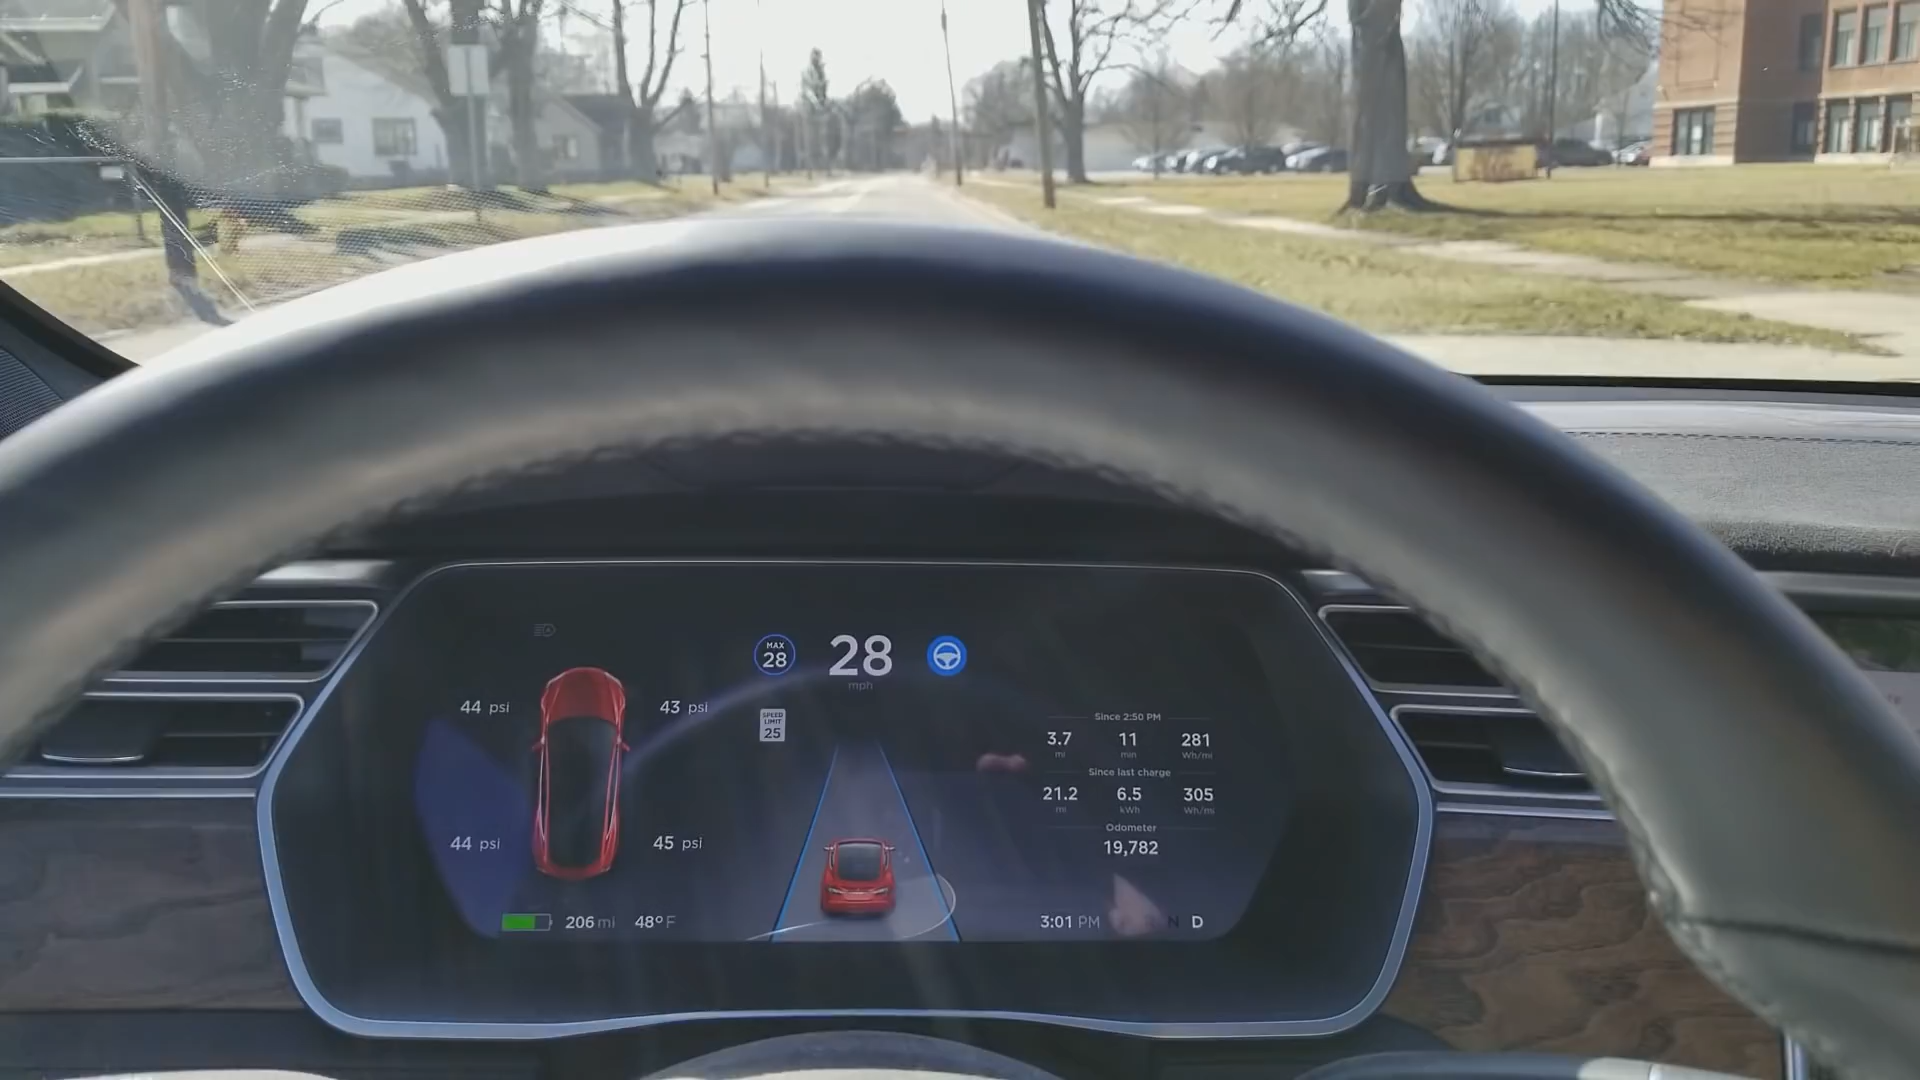 MAX
28
28
mph
SPEED
LIMIT
25
44 psi
43 psi
44 psi
45 psi
206 mi
48°F
Since 2:50 PM
3.7 11 281
mi min Wh/mi
Since last charge
21.2 6.5 305
mi kWh Wh/mi
Odometer
19,782
3:01 PM
N D